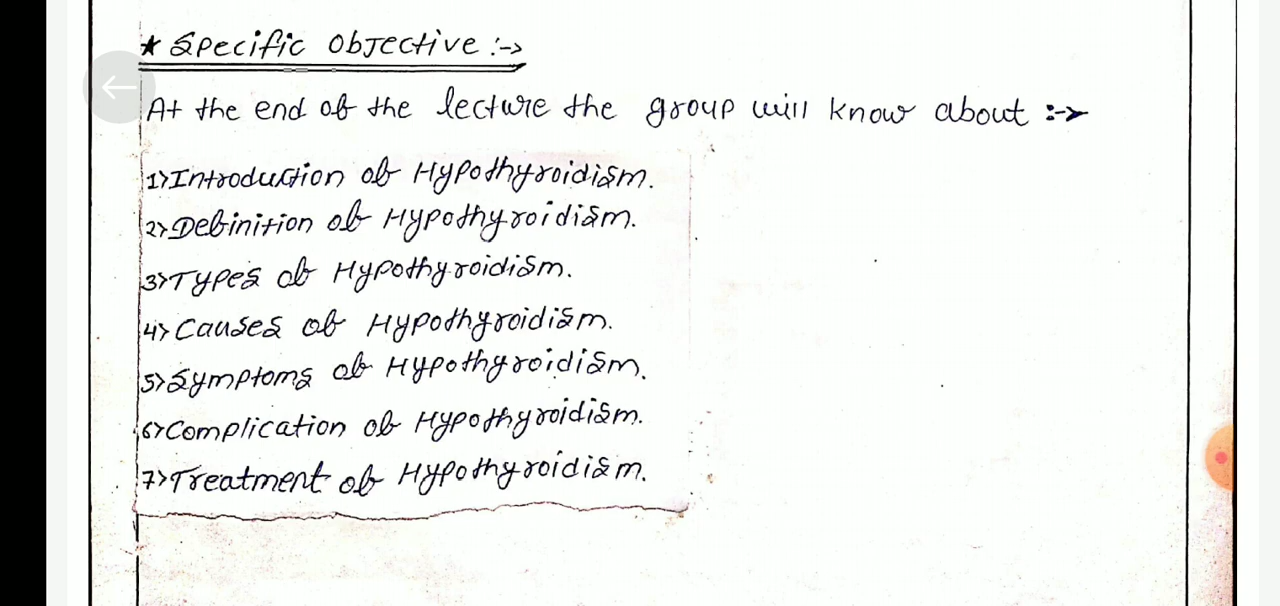 * Specific Objective :->
At the end of the lecture the group will know about :->
1> Introduction of Hypothyroidism.
2> Definition of Hypothyroidism.
3> Types of Hypothyroidism.
4> Causes of Hypothyroidism.
5> Symptoms of Hypothyroidism.
6> Complication of Hypothyroidism.
7> Treatment of Hypothyroidism.